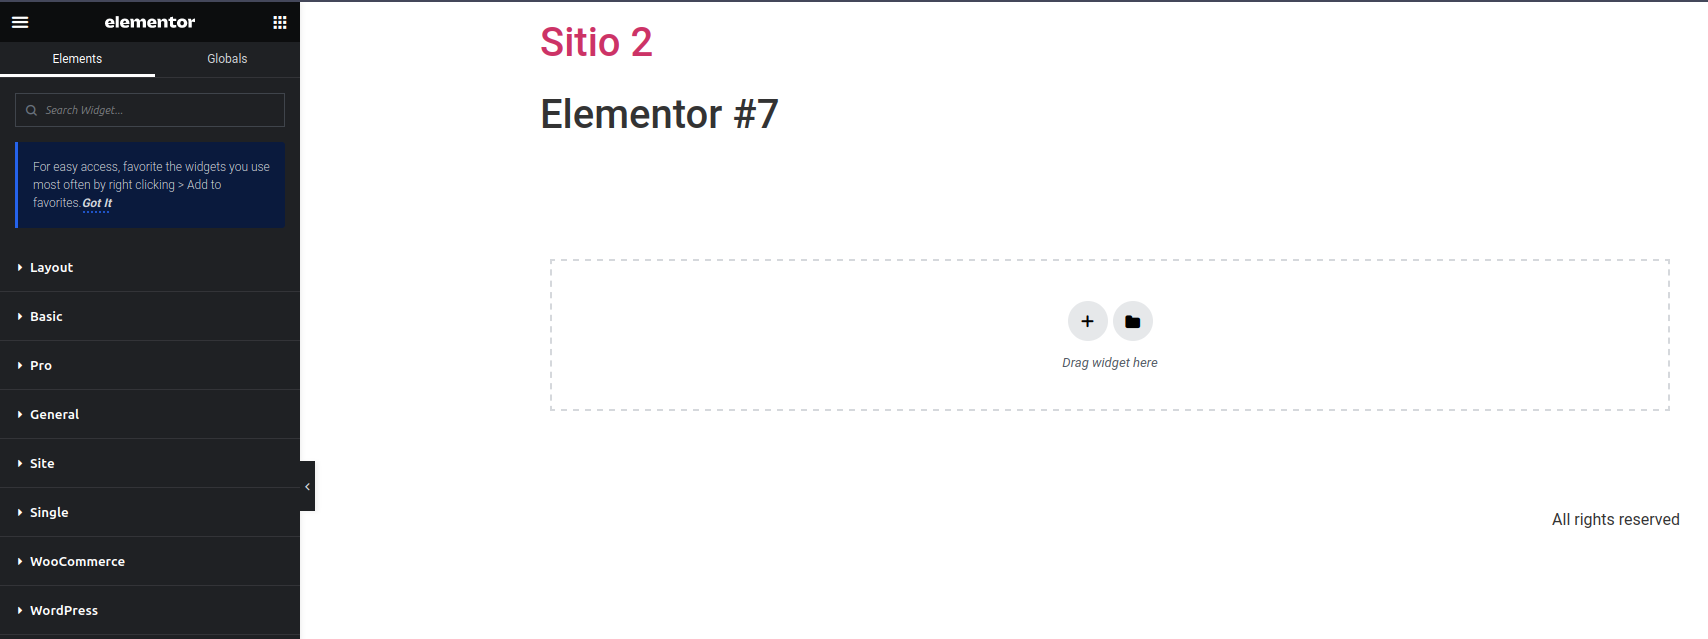 elementor
Elements Globals
Search Widget...
For easy access, favorite the widgets you use
most often by right clicking > Add to
favorites. Got It
Layout
Basic
Pro
General
Site
Single
WooCommerce
WordPress
Sitio 2
Elementor #7
Drag widget here
All rights reserved